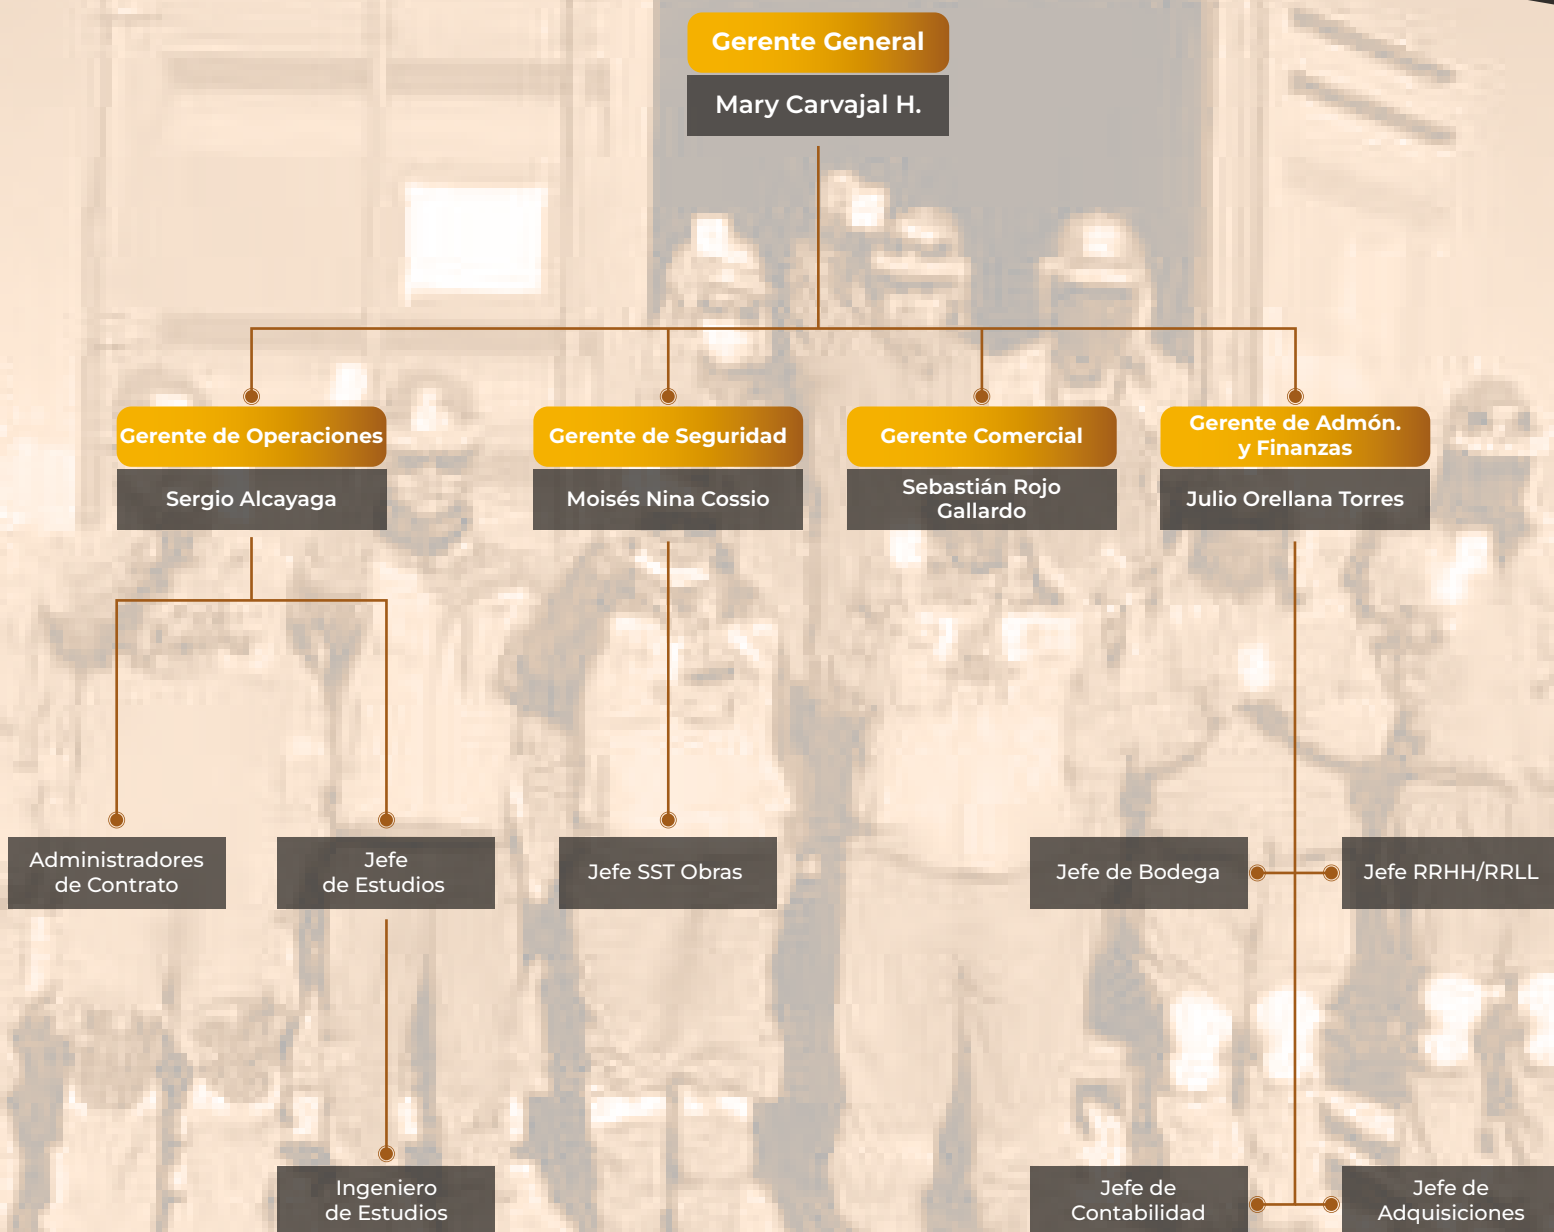 Gerente General
Mary Carvajal H.
Gerente de Operaciones
Sergio Alcayaga
Gerente de Seguridad
Moisés Nina Cossio
Gerente Comercial
Sebastián Rojo
Gallardo
Gerente de Admón.
y Finanzas
Julio Orellana Torres
Administradores
de Contrato
Jefe
de Estudios
Jefe SST Obras
Jefe de Bodega
Jefe RRHH/RRLL
Ingeniero
de Estudios
Jefe de
Contabilidad
Jefe de
Adquisiciones